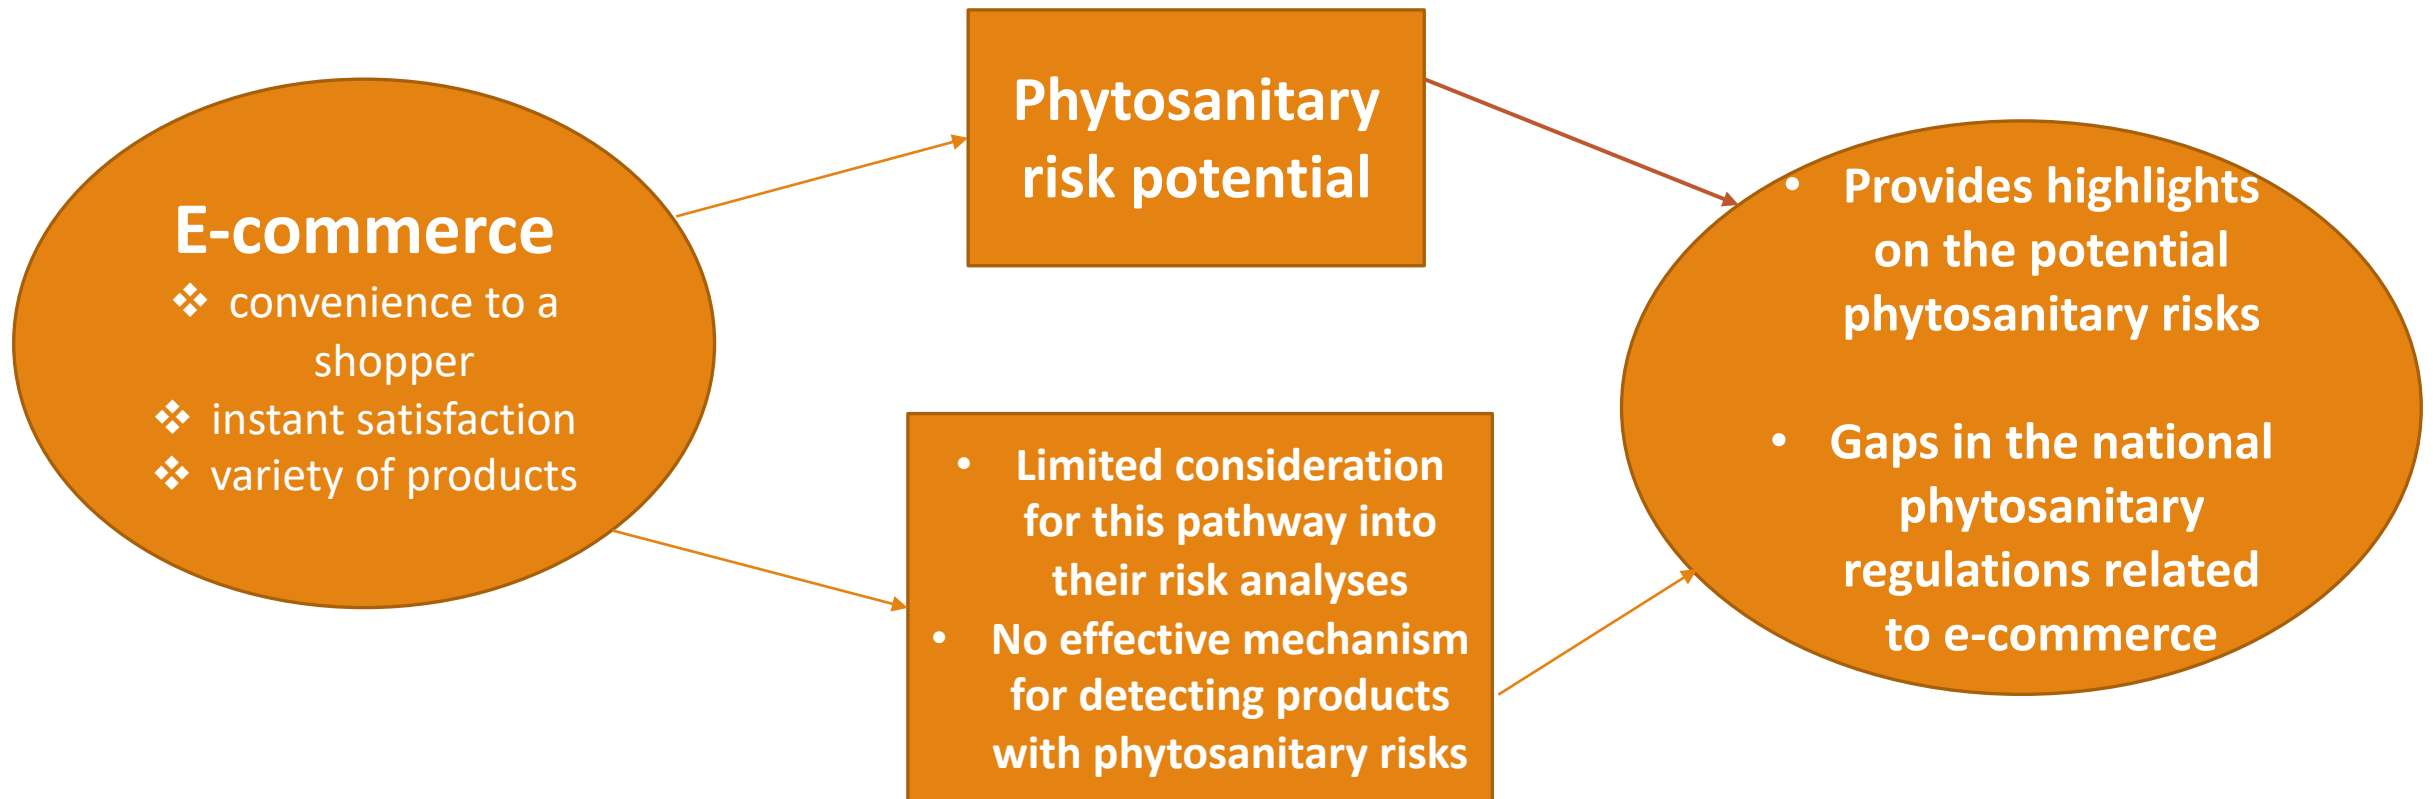 E-commerce
❖ convenience to a
shopper
❖ instant satisfaction
❖ variety of products
Phytosanitary
risk potential
• Limited consideration
for this pathway into
their risk analyses
• No effective mechanism
for detecting products
with phytosanitary risks
• Provides highlights
on the potential
phytosanitary risks
• Gaps in the national
phytosanitary
regulations related
to e-commerce